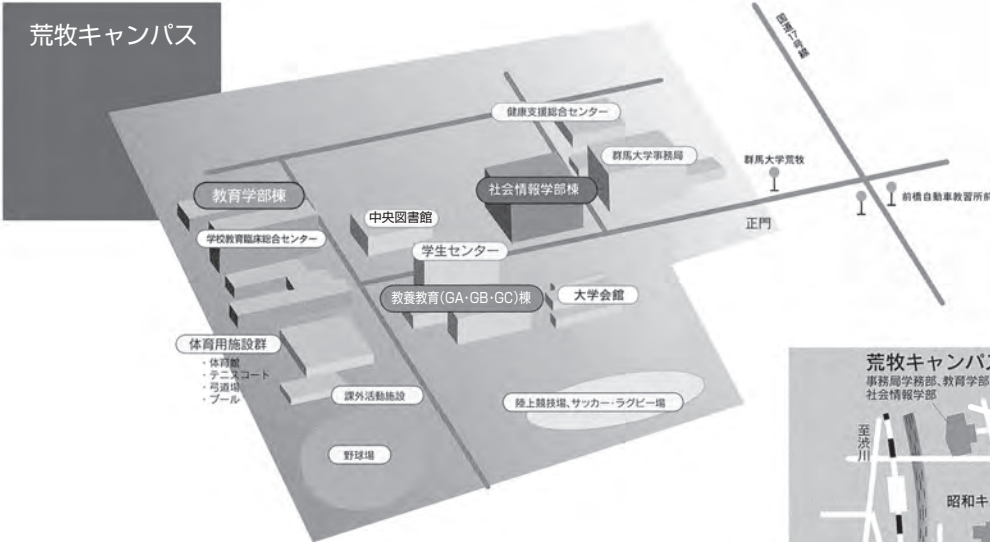 荒牧キャンパス
国道17号線
健康支援総合センター
群馬大学事務局
群馬大学荒牧
前橋自動車教習所前
正門
教育学部棟
社会情報学部棟
中央図書館
学校教育臨床総合センター
学生センター
教養教育(GA・GB・GC)棟
大学会館
体育用施設群
・体育館
・テニスコート
・弓道場
・プール
課外活動施設
陸上競技場、サッカー・ラグビー場
野球場
荒牧キャンパス
事務局学務部、教育学部
社会情報学部
至渋川
昭和キ